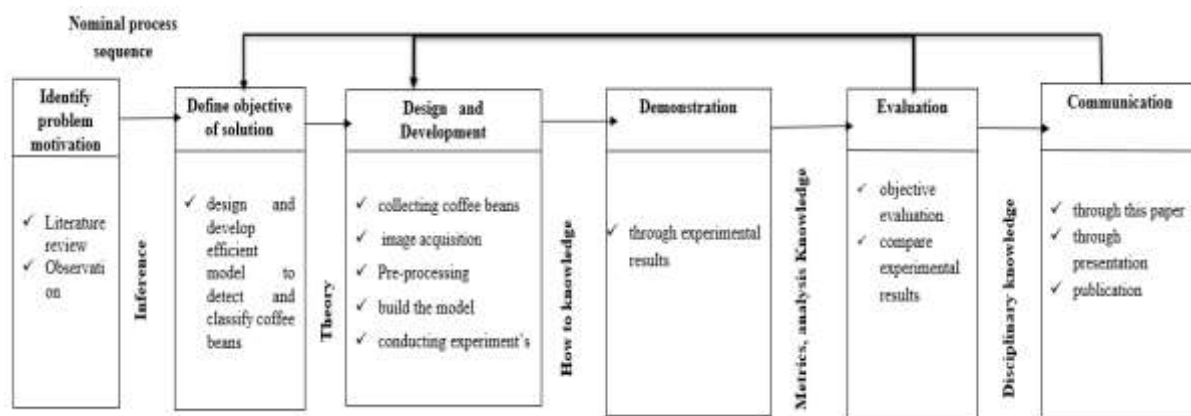 Nominal process
sequence
Identify
problem
motivation
✓ Literature
review
✓ Observati
on
Inference
Define objective
of solution
✓ design and
develop
efficient
model to
detect and
classify coffee
beans
Theory
Design and
Development
✓ collecting coffee beans
✓ image acquisition
✓ Pre-processing
✓ build the model
✓ conducting experiment`s
How to knowledge
Demonstration
✓ through experimental
results
Metrics, analysis Knowledge
Evaluation
✓ objective
evaluation
✓ compare
experimental
results
Disciplinary knowledge
Communication
✓ through this paper
✓ through
presentation
✓ publication